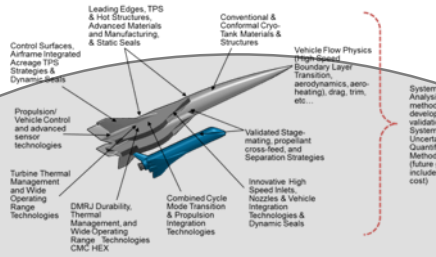 Leading Edges, TPS
& Hot Structures,
Advanced Materials
and Manufacturing,
& Static Seals
Conventional &
Conformal Cryo-
Tank Materials &
Structures
Control Surfaces,
Airframe Integrated
Acreage TPS
Strategies &
Dynamic Seals
Vehicle Flow Physics
(High Speed
Boundary Layer
Transition,
aerodynamics, aero-
heating), drag, trim,
etc...
Propulsion/
Vehicle Control
and advanced
sensor
technologies
Validated Stage-
mating, propellant
cross-feed, and
Separation Strategies
Turbine Thermal
Management
and Wide
Operating
Range
Technologies
DMRJ Durability,
Thermal
Management, and
Wide Operating
Range Technologies
CMC HEX
Combined Cycle
Mode Transition
& Propulsion
Integration
Technologies
Innovative High
Speed Inlets,
Nozzles & Vehicle
Integration
Technologies &
Dynamic Seals
System
Analysis
method
develop
validati
System
Uncerta
Quantif
Method
(future
include
cost)